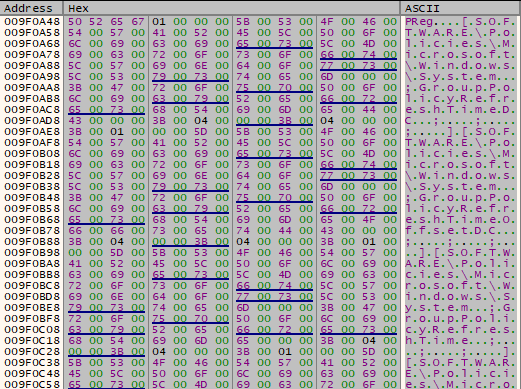 Address Hex ASCII
009F0A48 50 52 65 67 01 00 00 00 5B 00 53 00 4F 00 46 00 PReg....[.S.O.F.
009F0A58 54 00 57 00 41 00 52 00 45 00 5C 00 50 00 6F 00 T.W.A.R.E.\.P.o.
009F0A68 6C 00 69 00 63 00 69 00 65 00 73 00 5C 00 4D 00 l.i.c.i.e.s.\.M.
009F0A78 69 00 63 00 72 00 6F 00 73 00 6F 00 66 00 74 00 i.c.r.o.s.o.f.t.
009F0A88 5C 00 57 00 69 00 6E 00 64 00 6F 00 77 00 73 00 \.W.i.n.d.o.w.s.
009F0A98 5C 00 53 00 79 00 73 00 74 00 65 00 6D 00 00 00 \.S.y.s.t.e.m...
009F0AA8 3B 00 47 00 72 00 6F 00 75 00 70 00 50 00 6F 00 ;.G.r.o.u.p.P.o.
009F0AB8 6C 00 69 00 63 00 79 00 52 00 65 00 66 00 72 00 l.i.c.y.R.e.f.r.
009F0AC8 65 00 73 00 68 00 54 00 69 00 6D 00 65 00 44 00 e.s.h.T.i.m.e.D.
009F0AD8 43 00 00 00 3B 00 04 00 00 00 3B 00 04 00 00 00 C...;.....;.....
009F0AE8 3B 00 01 00 00 00 5D 00 5B 00 53 00 4F 00 46 00 ;.....].[.S.O.F.
009F0AF8 54 00 57 00 41 00 52 00 45 00 5C 00 50 00 6F 00 T.W.A.R.E.\.P.o.
009F0B08 6C 00 69 00 63 00 69 00 65 00 73 00 5C 00 4D 00 l.i.c.i.e.s.\.M.
009F0B18 69 00 63 00 72 00 6F 00 73 00 6F 00 66 00 74 00 i.c.r.o.s.o.f.t.
009F0B28 5C 00 57 00 69 00 6E 00 64 00 6F 00 77 00 73 00 \.W.i.n.d.o.w.s.
009F0B38 5C 00 53 00 79 00 73 00 74 00 65 00 6D 00 00 00 \.S.y.s.t.e.m...
009F0B48 3B 00 47 00 72 00 6F 00 75 00 70 00 50 00 6F 00 ;.G.r.o.u.p.P.o.
009F0B58 6C 00 69 00 63 00 79 00 52 00 65 00 66 00 72 00 l.i.c.y.R.e.f.r.
009F0B68 65 00 73 00 68 00 54 00 69 00 6D 00 65 00 4F 00 e.s.h.T.i.m.e.O.
009F0B78 66 00 66 00 73 00 65 00 74 00 44 00 43 00 00 00 f.f.s.e.t.D.C...
009F0B88 3B 00 04 00 00 00 3B 00 04 00 00 00 3B 00 01 00 ;.....;.....;...
009F0B98 00 00 5D 00 5B 00 53 00 4F 00 46 00 54 00 57 00 ..].[.S.O.F.T.W.
009F0BA8 41 00 52 00 45 00 5C 00 50 00 6F 00 6C 00 69 00 A.R.E.\.P.o.l.i.
009F0BB8 63 00 69 00 65 00 73 00 5C 00 4D 00 69 00 63 00 c.i.e.s.\.M.i.c.
009F0BC8 72 00 6F 00 73 00 6F 00 66 00 74 00 5C 00 57 00 r.o.s.o.f.t.\.W.
009F0BD8 69 00 6E 00 64 00 6F 00 77 00 73 00 5C 00 53 00 i.n.d.o.w.s.\.S.
009F0BE8 79 00 73 00 74 00 65 00 6D 00 00 00 3B 00 47 00 y.s.t.e.m...;.G.
009F0BF8 72 00 6F 00 75 00 70 00 50 00 6F 00 6C 00 69 00 r.o.u.p.P.o.l.i.
009F0C08 63 00 79 00 52 00 65 00 66 00 72 00 65 00 73 00 c.y.R.e.f.r.e.s.
009F0C18 68 00 54 00 69 00 6D 00 65 00 00 00 3B 00 04 00 h.T.i.m.e...;...
009F0C28 00 00 3B 00 04 00 00 00 3B 00 01 00 00 00 5D 00 ..;.....;.....].
009F0C38 5B 00 53 00 4F 00 46 00 54 00 57 00 41 00 52 00 [.S.O.F.T.W.A.R.
009F0C48 45 00 5C 00 50 00 6F 00 6C 00 69 00 63 00 69 00 E.\.P.o.l.i.c.i.
009F0C58 65 00 73 00 5C 00 4D 00 69 00 63 00 72 00 6F 00 e.s.\.M.i.c.r.o.